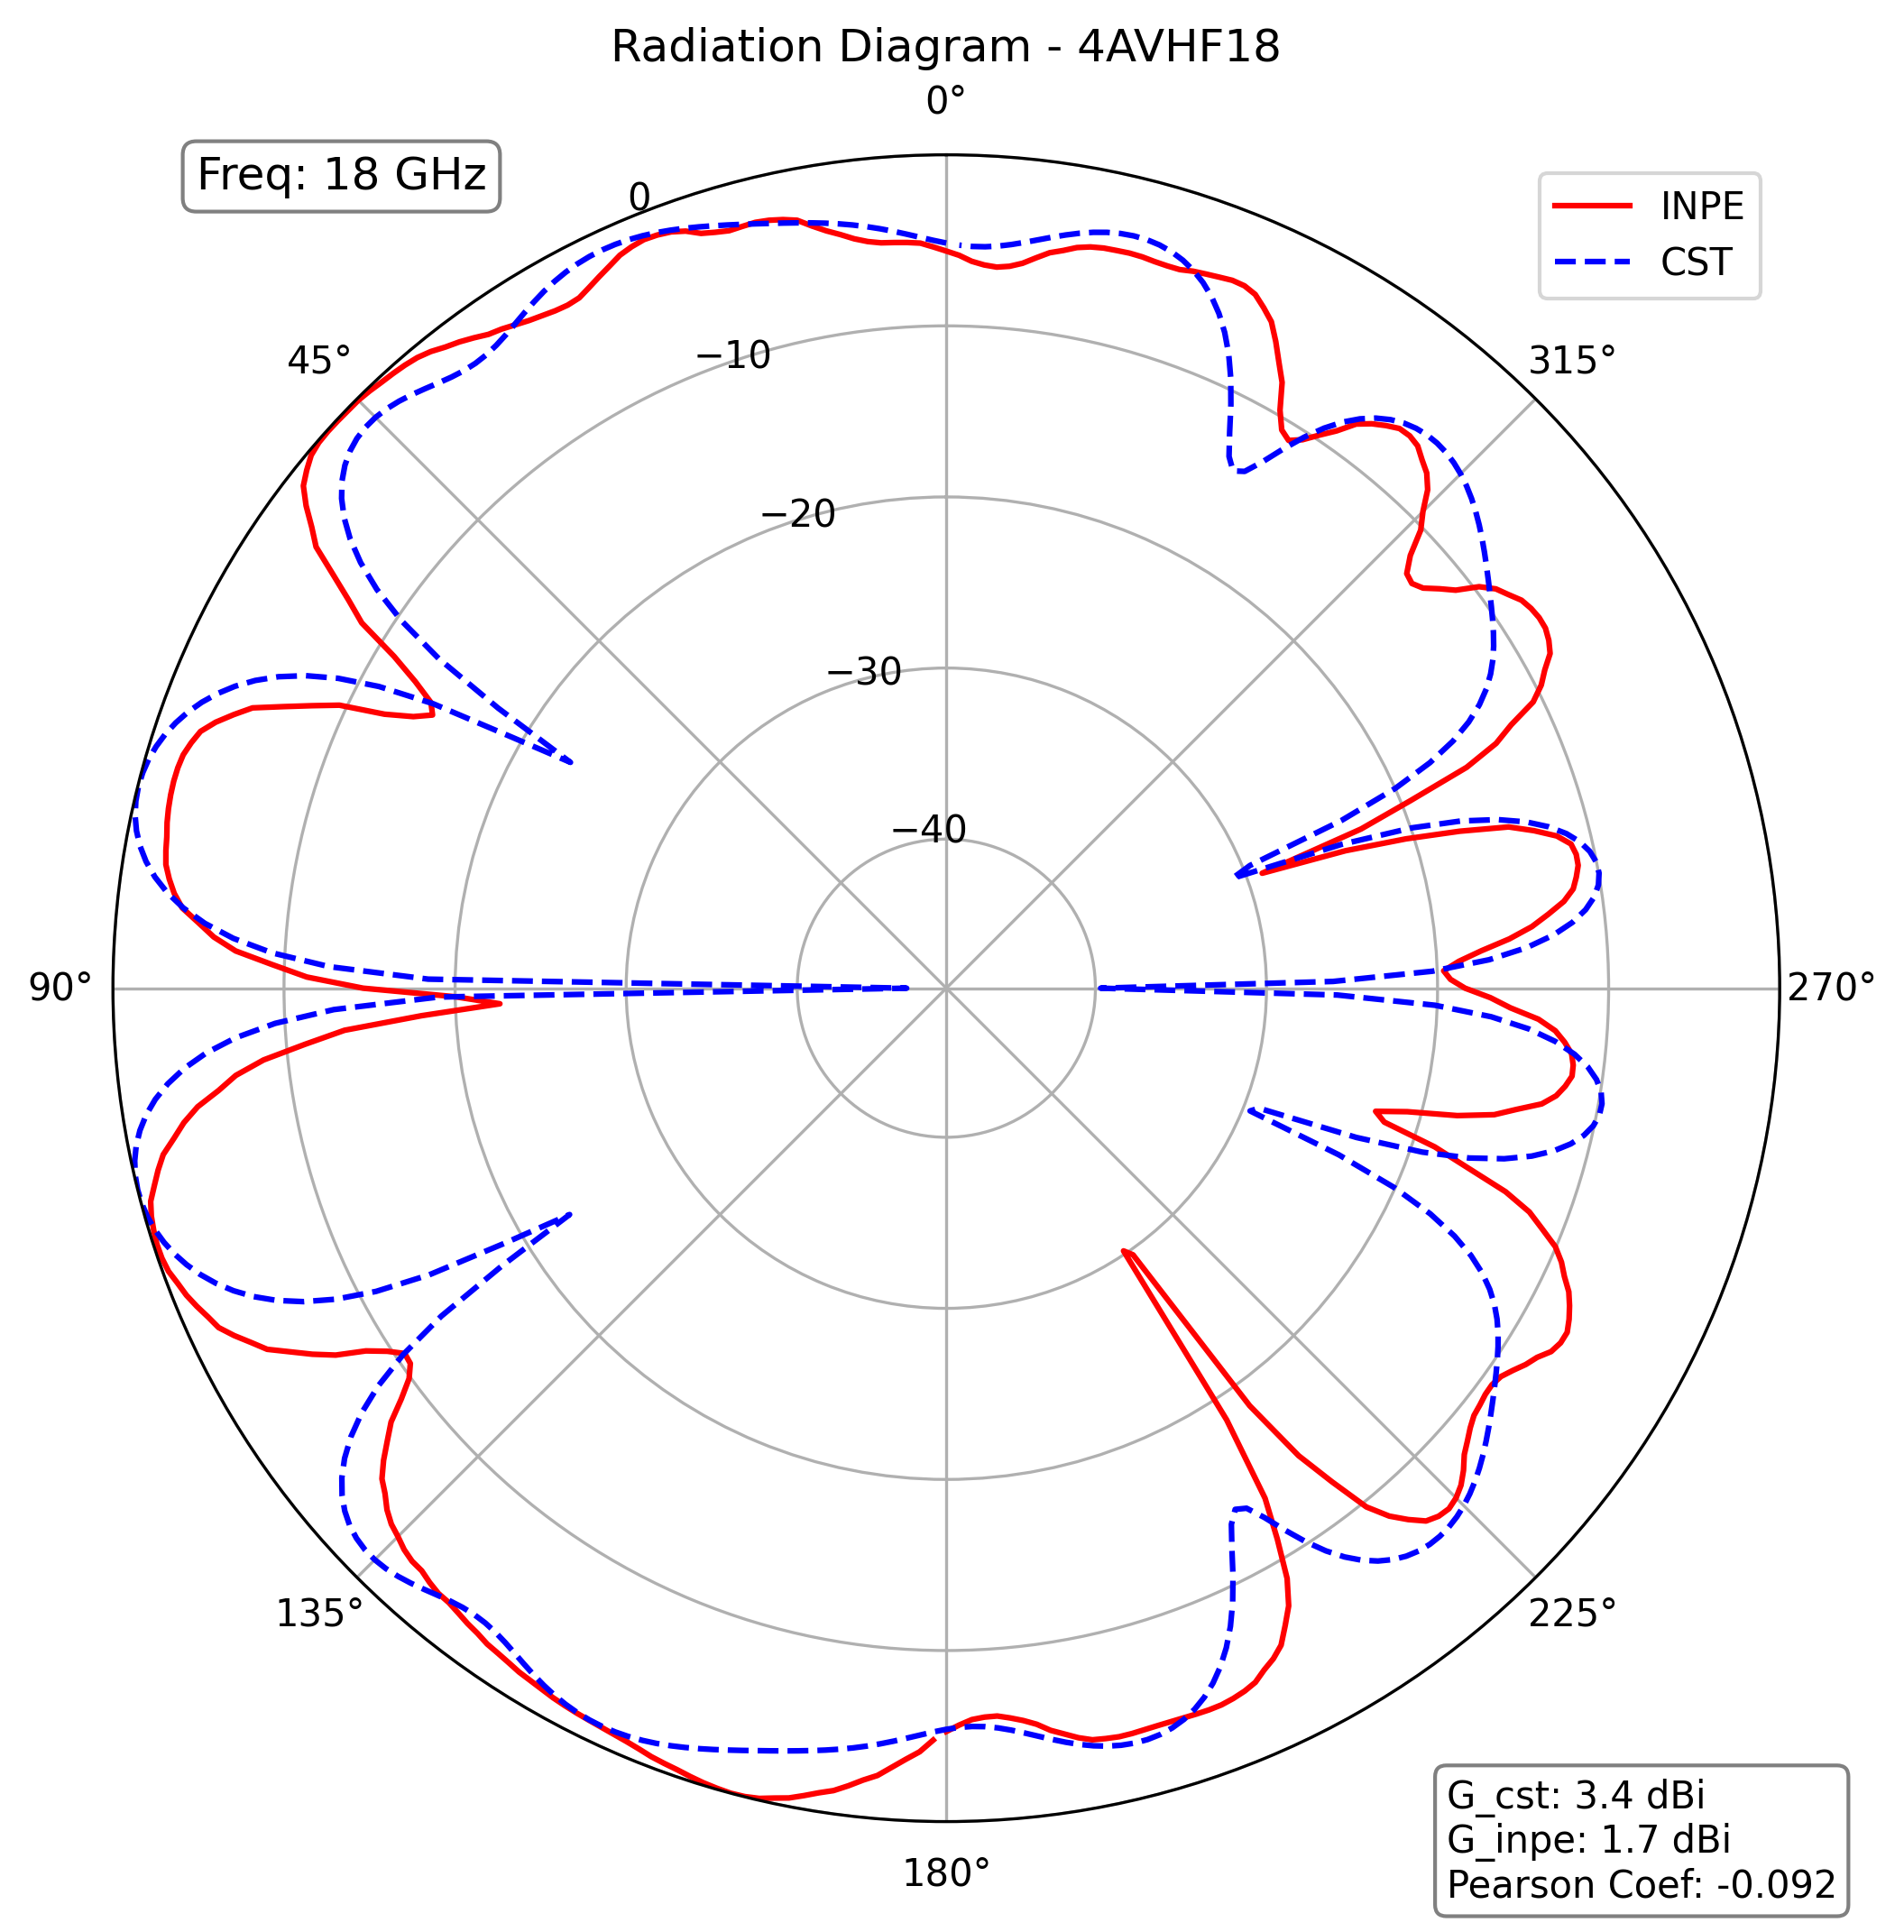 Radiation Diagram - 4AVHF18
0°
Freq: 18 GHz
INPE
CST
0
45°
315°
−10
−20
−30
−40
90°
270°
135°
225°
180°
G_cst: 3.4 dBi
G_inpe: 1.7 dBi
Pearson Coef: -0.092